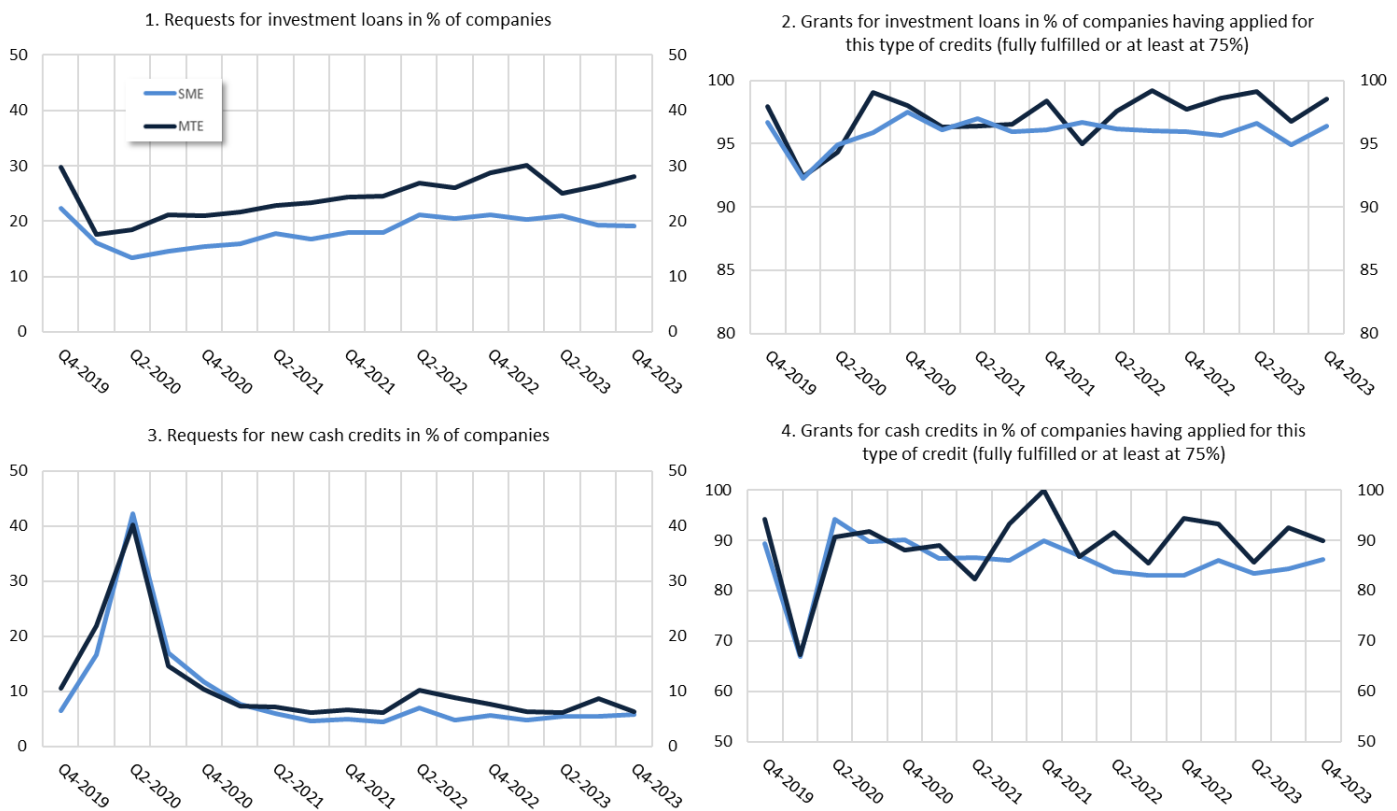 1. Requests for investment loans in % of companies
50
40
30
20
10
0
50
40
30
20
10
0
SME
MTE
Q4-2019
Q2-2020
Q4-2020
Q2-2021
Q4-2021
Q2-2022
Q4-2022
Q2-2023
Q4-2023
2. Grants for investment loans in % of companies having applied for
this type of credits (fully fulfilled or at least at 75%)
100
95
90
85
80
100
95
90
85
80
Q4-2019
Q2-2020
Q4-2020
Q2-2021
Q4-2021
Q2-2022
Q4-2022
Q2-2023
Q4-2023
3. Requests for new cash credits in % of companies
50
40
30
20
10
0
50
40
30
20
10
0
Q4-2019
Q2-2020
Q4-2020
Q2-2021
Q4-2021
Q2-2022
Q4-2022
Q2-2023
Q4-2023
4. Grants for cash credits in % of companies having applied for this
type of credit (fully fulfilled or at least at 75%)
100
90
80
70
60
50
100
90
80
70
60
50
Q4-2019
Q2-2020
Q4-2020
Q2-2021
Q4-2021
Q2-2022
Q4-2022
Q2-2023
Q4-2023